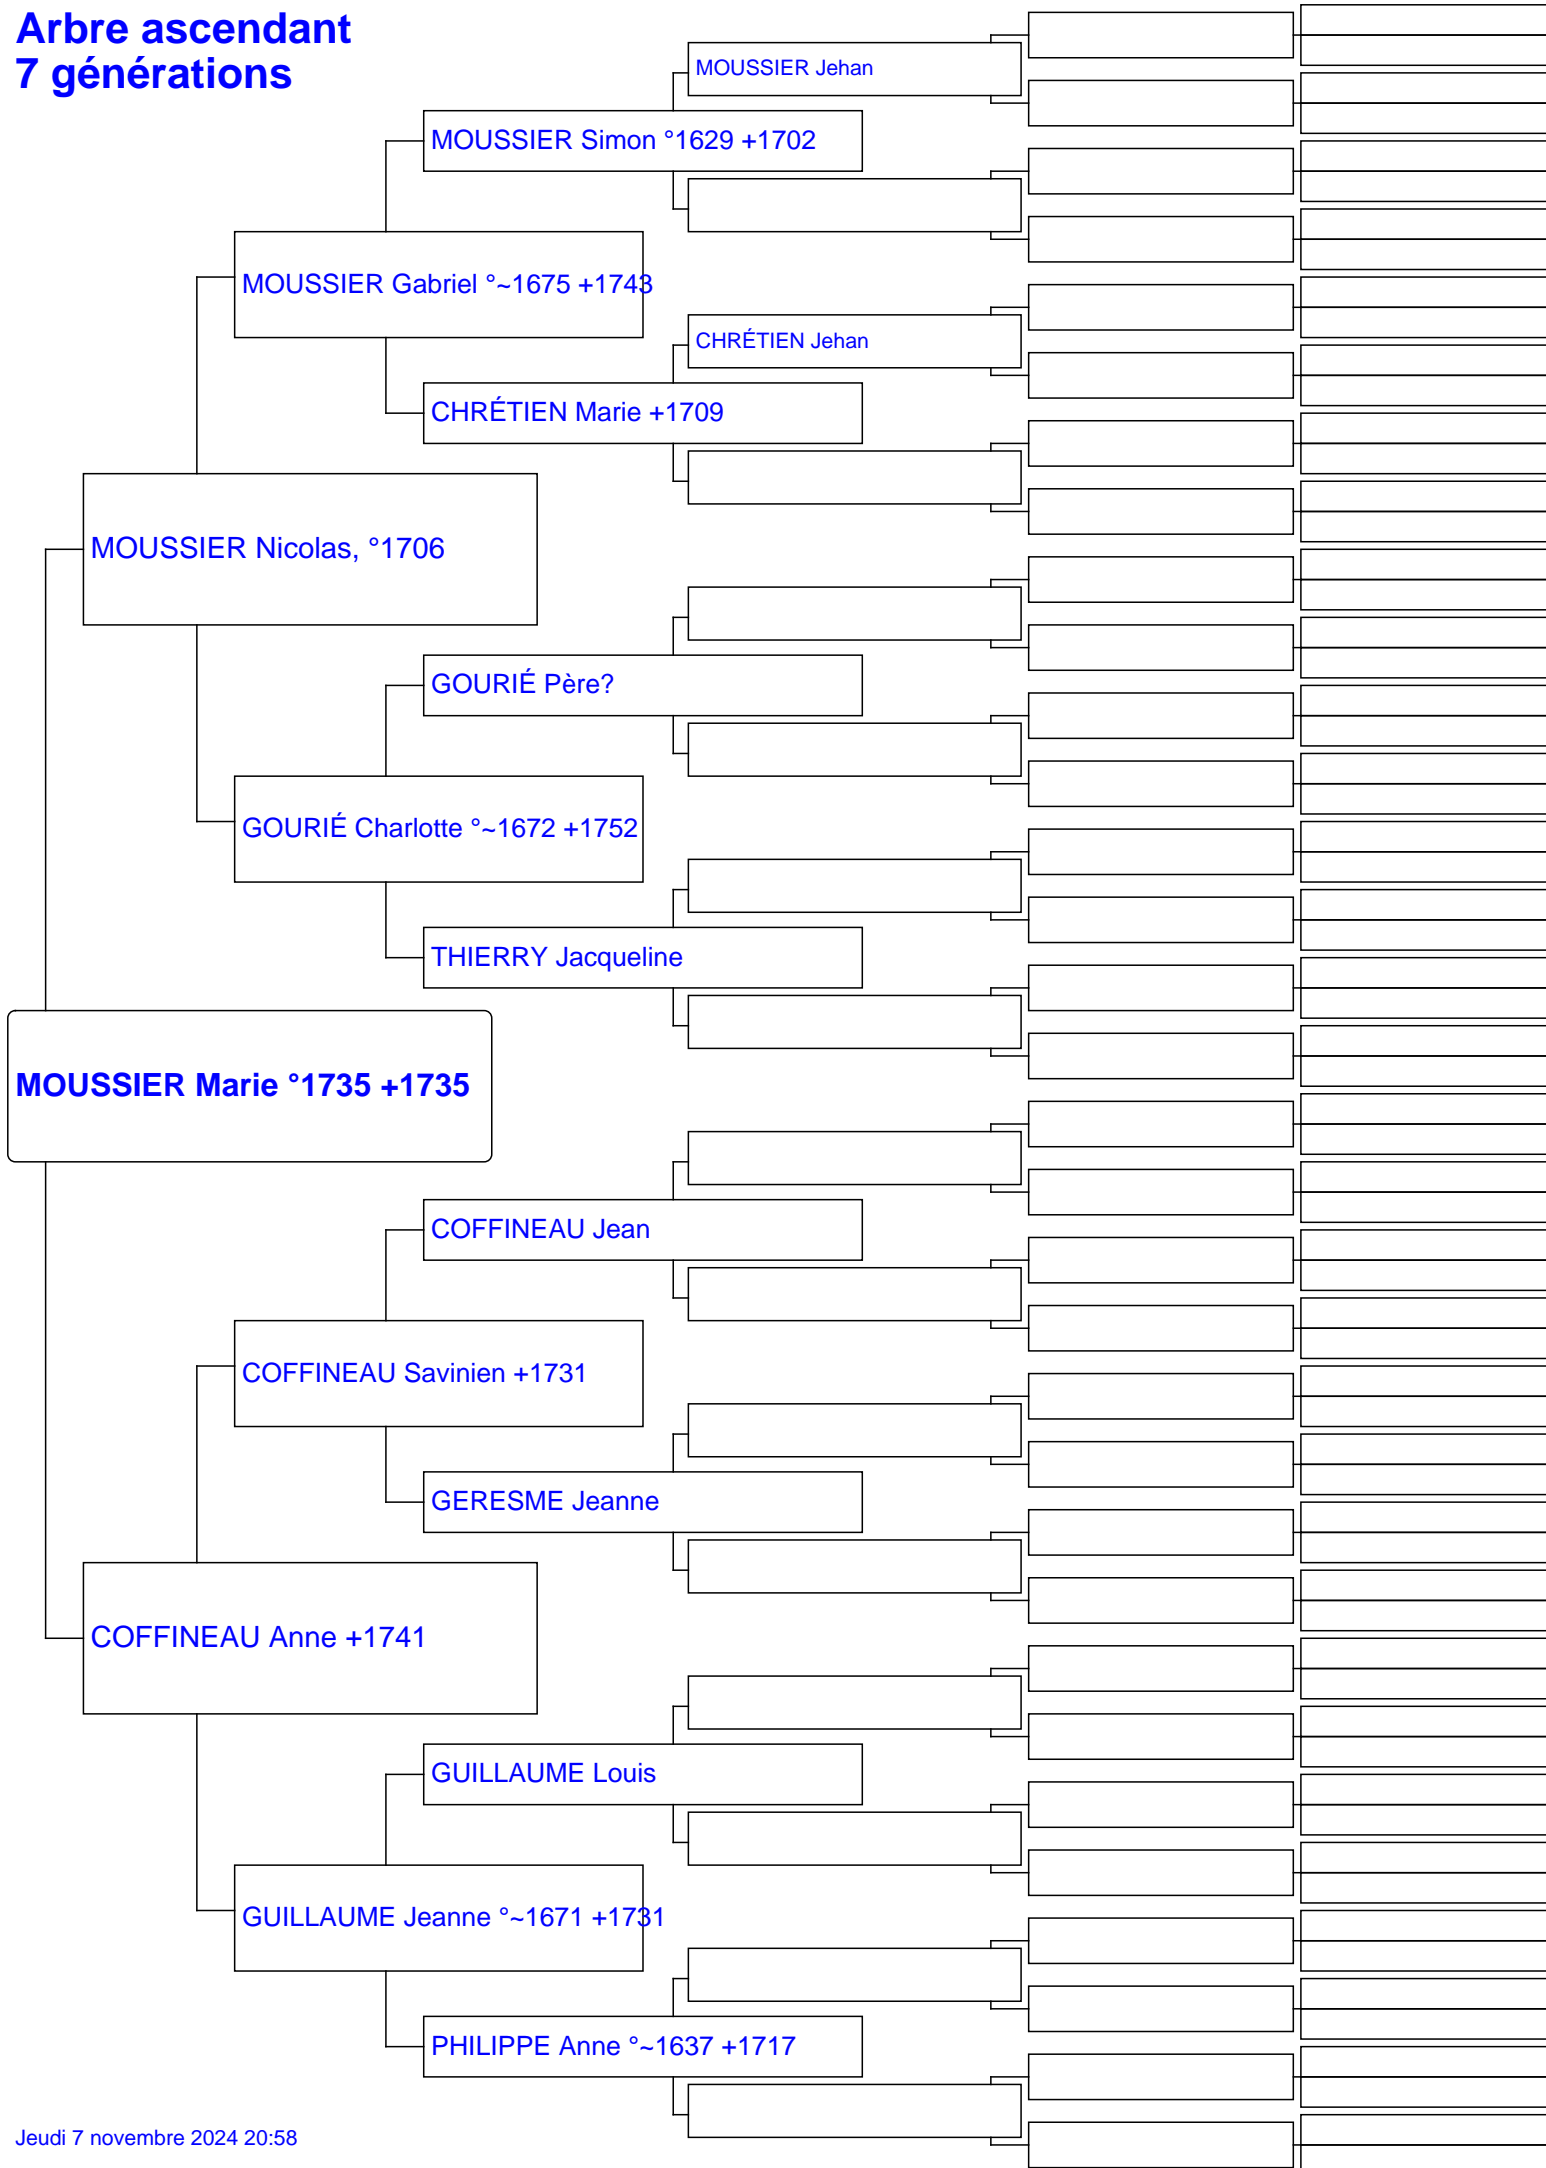 Arbre ascendant
7 générations
MOUSSIER Jehan
MOUSSIER Simon °1629 +1702
MOUSSIER Gabriel °~1675 +1743
CHRÉTIEN Jehan
CHRÉTIEN Marie +1709
MOUSSIER Nicolas, °1706
GOURIÉ Père?
GOURIÉ Charlotte °~1672 +1752
THIERRY Jacqueline
MOUSSIER Marie °1735 +1735
COFFINEAU Jean
COFFINEAU Savinien +1731
GERESME Jeanne
COFFINEAU Anne +1741
GUILLAUME Louis
GUILLAUME Jeanne °~1671 +1731
PHILIPPE Anne °~1637 +1717
Jeudi 7 novembre 2024 20:58